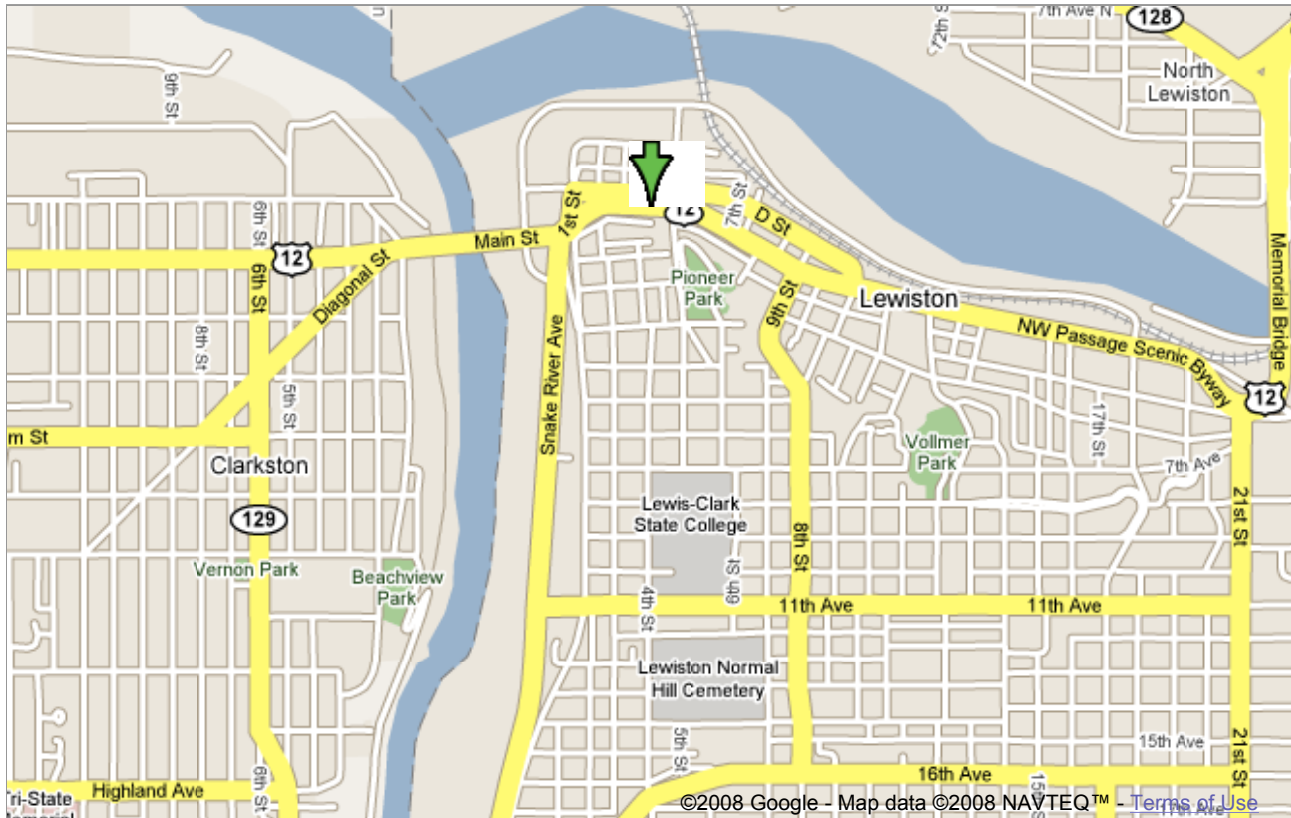 7th Ave N
128
72th S
North
Lewiston
9th St
1st St
12
7th St
D St
Main St
6th St
12
Diagonal St
6th St
Pioneer
Park
9th St
Lewiston
Memorial Bridge
NW Passage Scenic Byway
12
8th St
5th St
Snake River Ave
17th St
m St
Clarkston
Vollmer
Park
7th Ave
Lewis-Clark
State College
129
8th St
21st St
Vernon Park
Beachview
Park
4th St
6th St
11th Ave
11th Ave
Lewiston Normal
Hill Cemetery
5th St
15th Ave
21st St
16th Ave
15th St
Highland Ave
6th St
Tri-State
Memorial
17th Ave
©2008 Google - Map data ©2008 NAVTEQ™ - Terms of Use